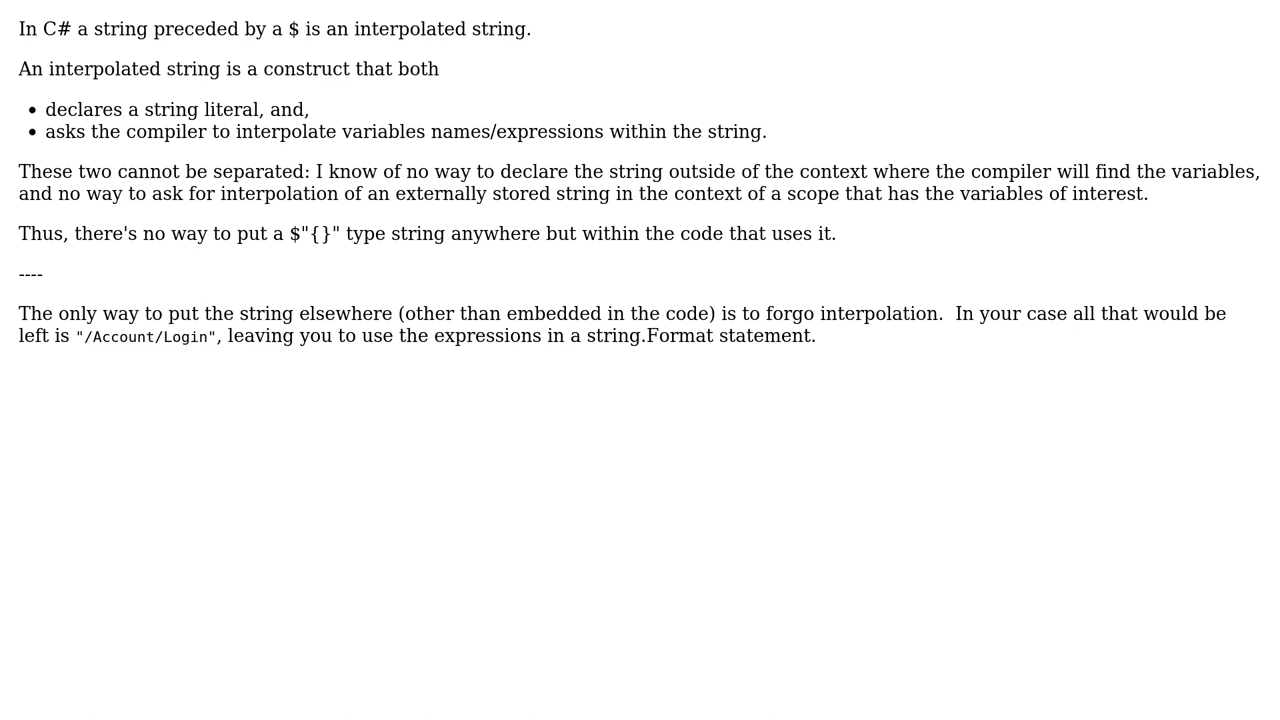 In C# a string preceded by a $ is an interpolated string.
An interpolated string is a construct that both
• declares a string literal, and,
• asks the compiler to interpolate variables names/expressions within the string.
These two cannot be separated: I know of no way to declare the string outside of the context where the compiler will find the variables,
and no way to ask for interpolation of an externally stored string in the context of a scope that has the variables of interest.
Thus, there's no way to put a $"{}" type string anywhere but within the code that uses it.
----
The only way to put the string elsewhere (other than embedded in the code) is to forgo interpolation.  In your case all that would be
left is "/Account/Login", leaving you to use the expressions in a string.Format statement.